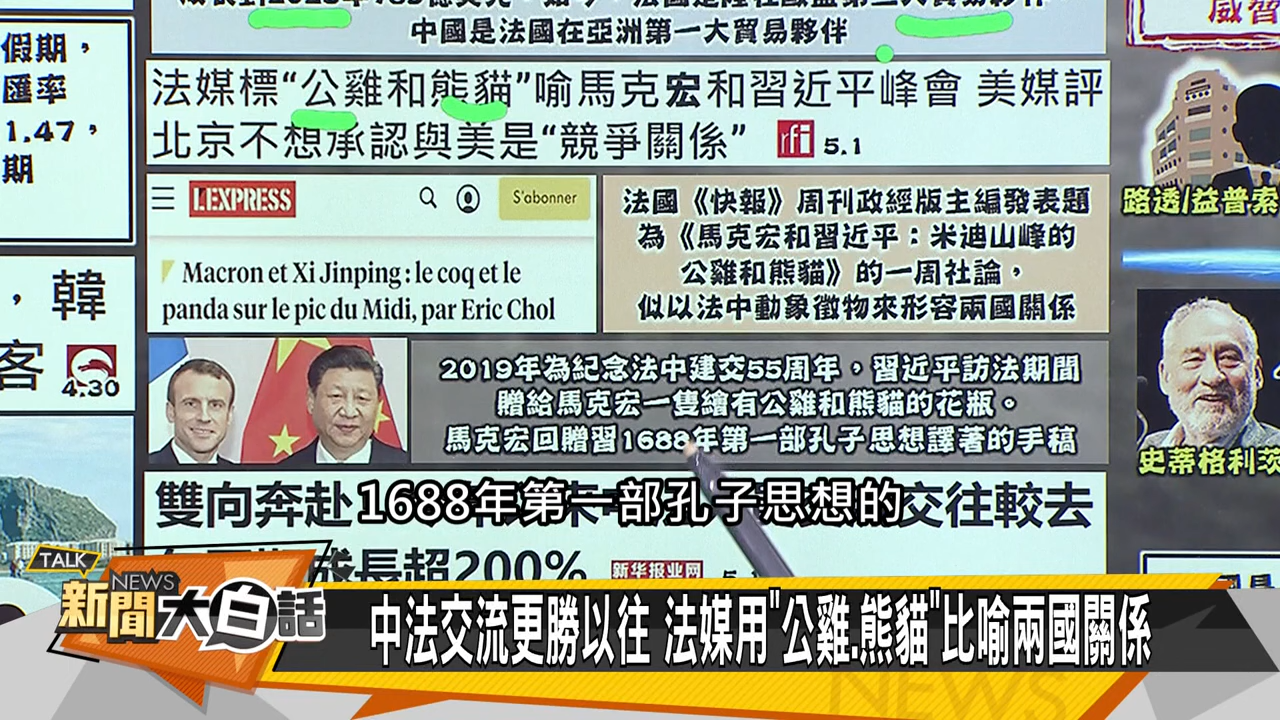 中國是法國在亞洲第一大貿易夥伴
假期，
匯率
1.47，
期
法媒標“公雞和熊貓”喻馬克宏和習近平峰會 美媒評
北京不想承認與美是“競爭關係” rfi 5.1
L'EXPRESS
S'abonner
Macron et Xi Jinping : le coq et le
panda sur le pic du Midi, par Eric Chol
法國《快報》周刊政經版主編發表題
為《馬克宏和習近平：米迪山峰的
公雞和熊貓》的一周社論，
似以法中動象徵物來形容兩國關係
路透/益普索
，韓
客
4.30
2019年為紀念法中建交55周年，習近平訪法期間
贈給馬克宏一隻繪有公雞和熊貓的花瓶。
馬克宏回贈習1688年第一部孔子思想譯著的手稿
史蒂格利茨
雙向奔赴
交往較去
1688年第一部孔子思想的
成長超200% 新华报业网
TALK
NEWS
新聞大白話
中法交流更勝以往 法媒用"公雞.熊貓"比喻兩國關係
NEWS